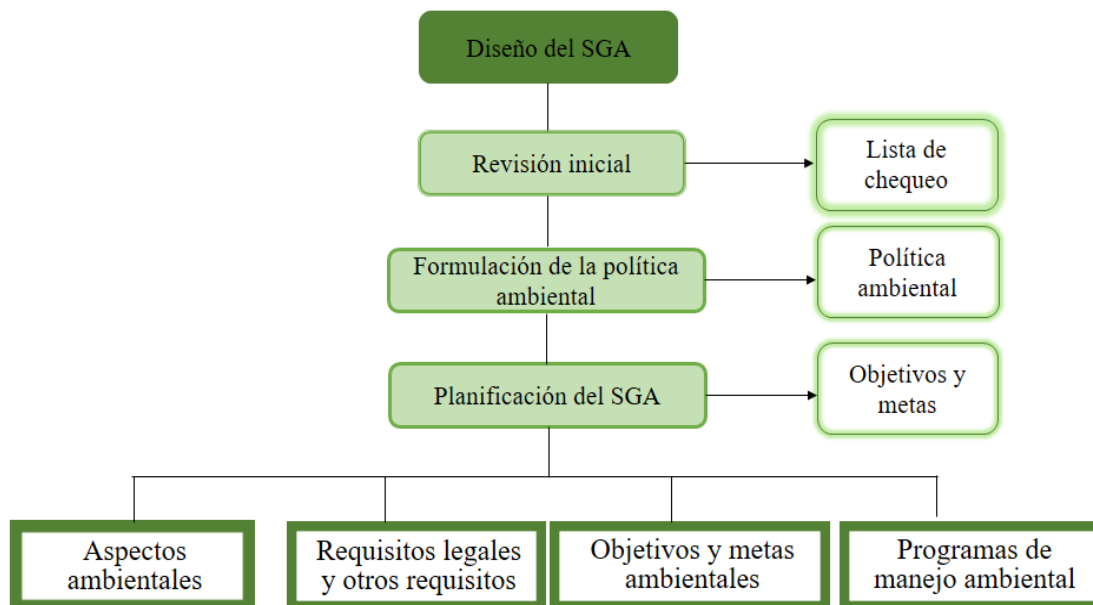 Diseño del SGA
Revisión inicial
Lista de
chequeo
Formulación de la política
ambiental
Política
ambiental
Planificación del SGA
Objetivos y
metas
Aspectos
ambientales
Requisitos legales
y otros requisitos
Objetivos y metas
ambientales
Programas de
manejo ambiental